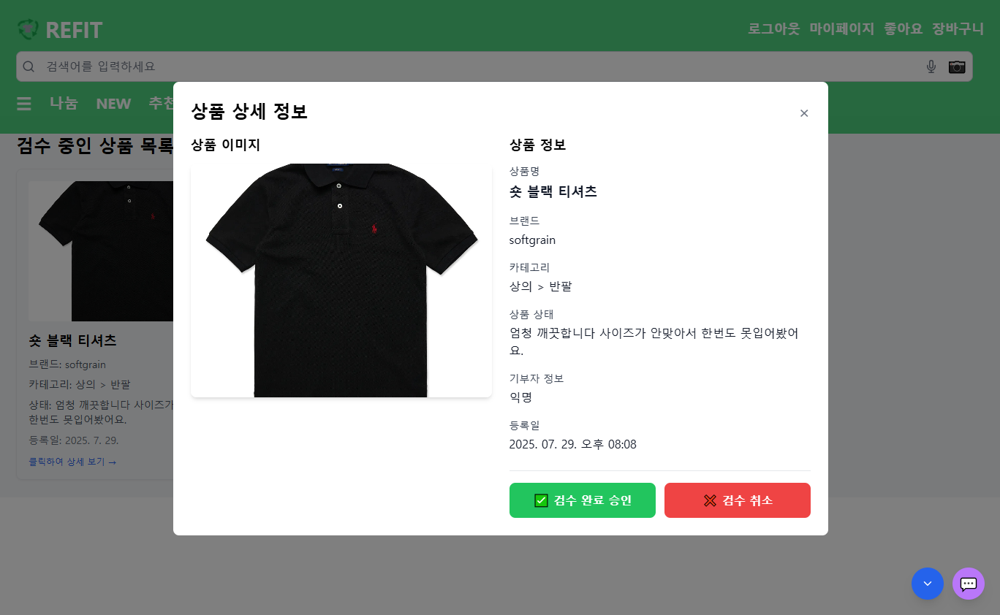 REFIT
로그아웃 마이페이지 좋아요 장바구니
검색어를 입력하세요
나눔 NEW 추천
검수 중인 상품 목록
숏 블랙 티셔츠
브랜드: softgrain
카테고리: 상의 > 반팔
상태: 엄청 깨끗합니다 사이즈가
한번도 못입어봤어요.
등록일: 2025. 7. 29.
클릭하여 상세 보기 →
상품 상세 정보
×
상품 이미지
상품 정보
상품명
숏 블랙 티셔츠
브랜드
softgrain
카테고리
상의 > 반팔
상품 상태
엄청 깨끗합니다 사이즈가 안맞아서 한번도 못입어봤어
요.
기부자 정보
익명
등록일
2025. 07. 29. 오후 08:08
✅ 검수 완료 승인
❌ 검수 취소